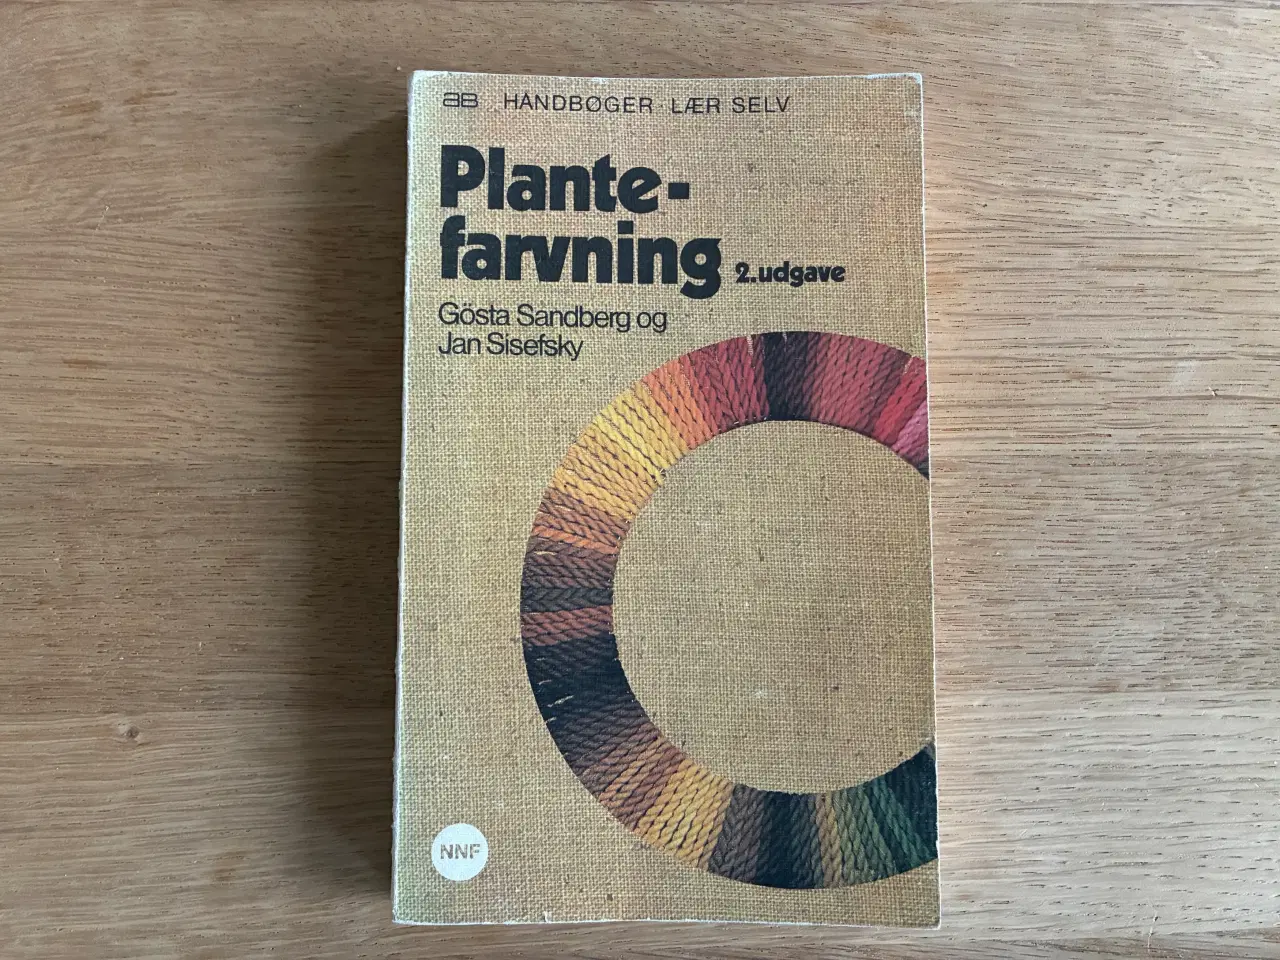 aB HÅNDBØGER · LÆR SELV
Plante-
farvning 2.udgave
Gösta Sandberg og
Jan Sisefsky
NNF